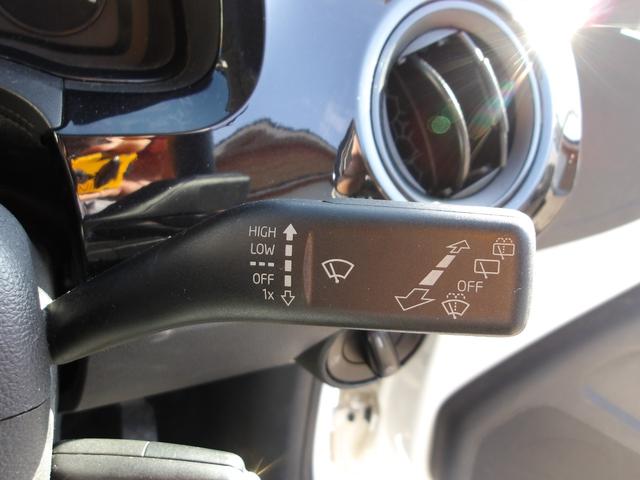 HIGH
LOW
---
OFF
1x
OFF